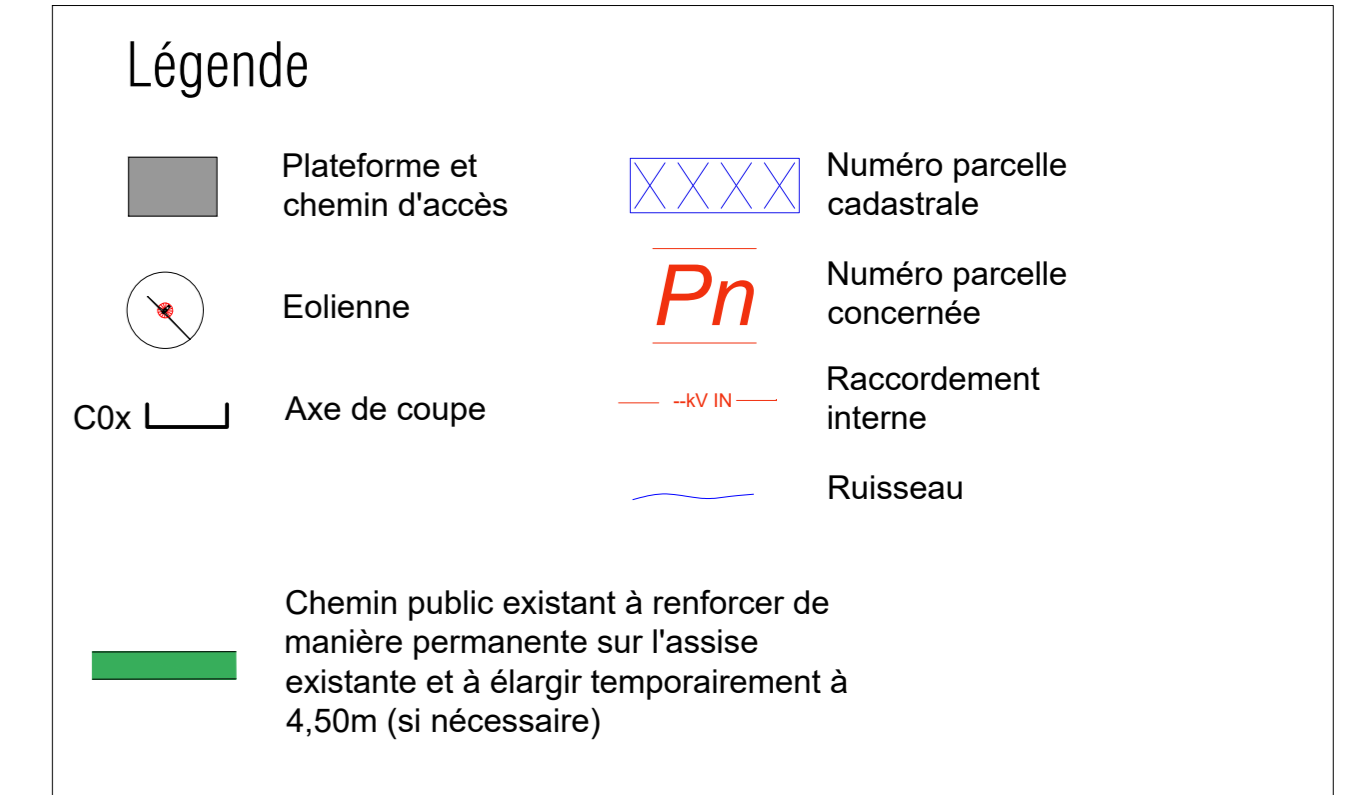 Légende
Plateforme et
chemin d'accès
Eolienne
C0x
Axe de coupe
XXXX
Numéro parcelle
cadastrale
Pn
Numéro parcelle
concernée
--kV IN
Raccordement
interne
Ruisseau
Chemin public existant à renforcer de
manière permanente sur l'assise
existante et à élargir temporairement à
4,50m (si nécessaire)